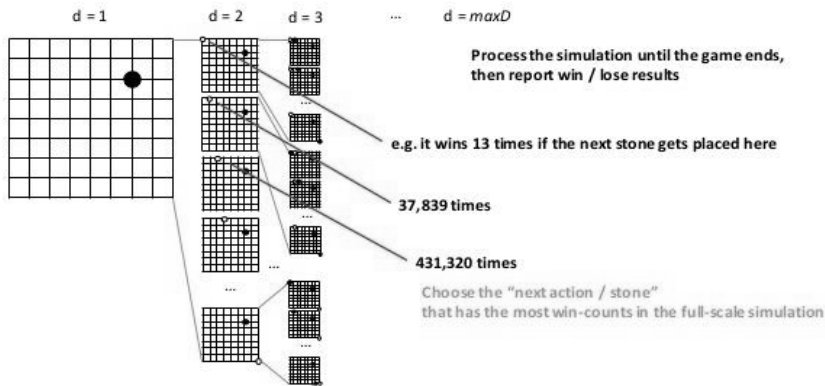 d = 1
d = 2
d = 3
...
d = maxD
Process the simulation until the game ends,
then report win / lose results
...
e.g. it wins 13 times if the next stone gets placed here
37,839 times
...
431,320 times
...
...
Choose the “next action / stone”
that has the most win-counts in the full-scale simulation
...